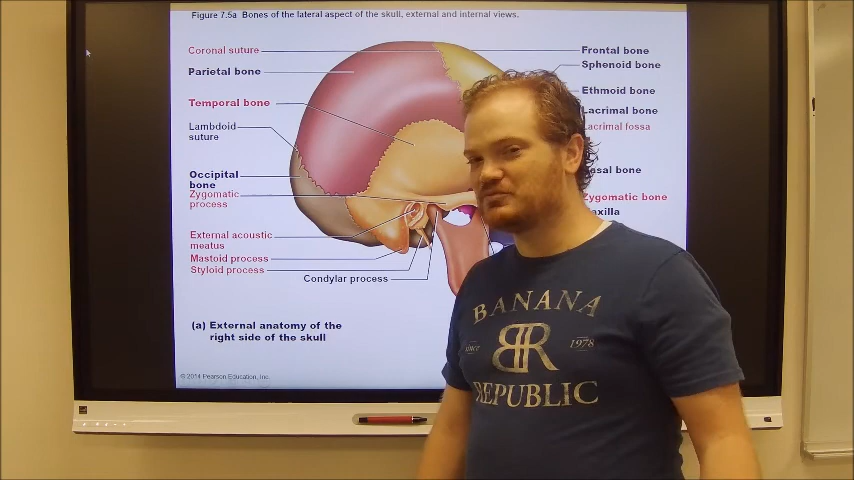 Figure 7.5a Bones of the lateral aspect of the skull, external and internal views.
Coronal suture
Parietal bone
Temporal bone
Lambdoid
suture
Occipital
bone
Zygomatic
process
External acoustic
meatus
Mastoid process
Styloid process
Condylar process
Frontal bone
Sphenoid bone
Ethmoid bone
Lacrimal bone
Lacrimal fossa
asal bone
Zygomatic bone
axilla
(a) External anatomy of the
right side of the skull
© 2014 Pearson Education, Inc.
BANANA
since BR 1978
REPUBLIC